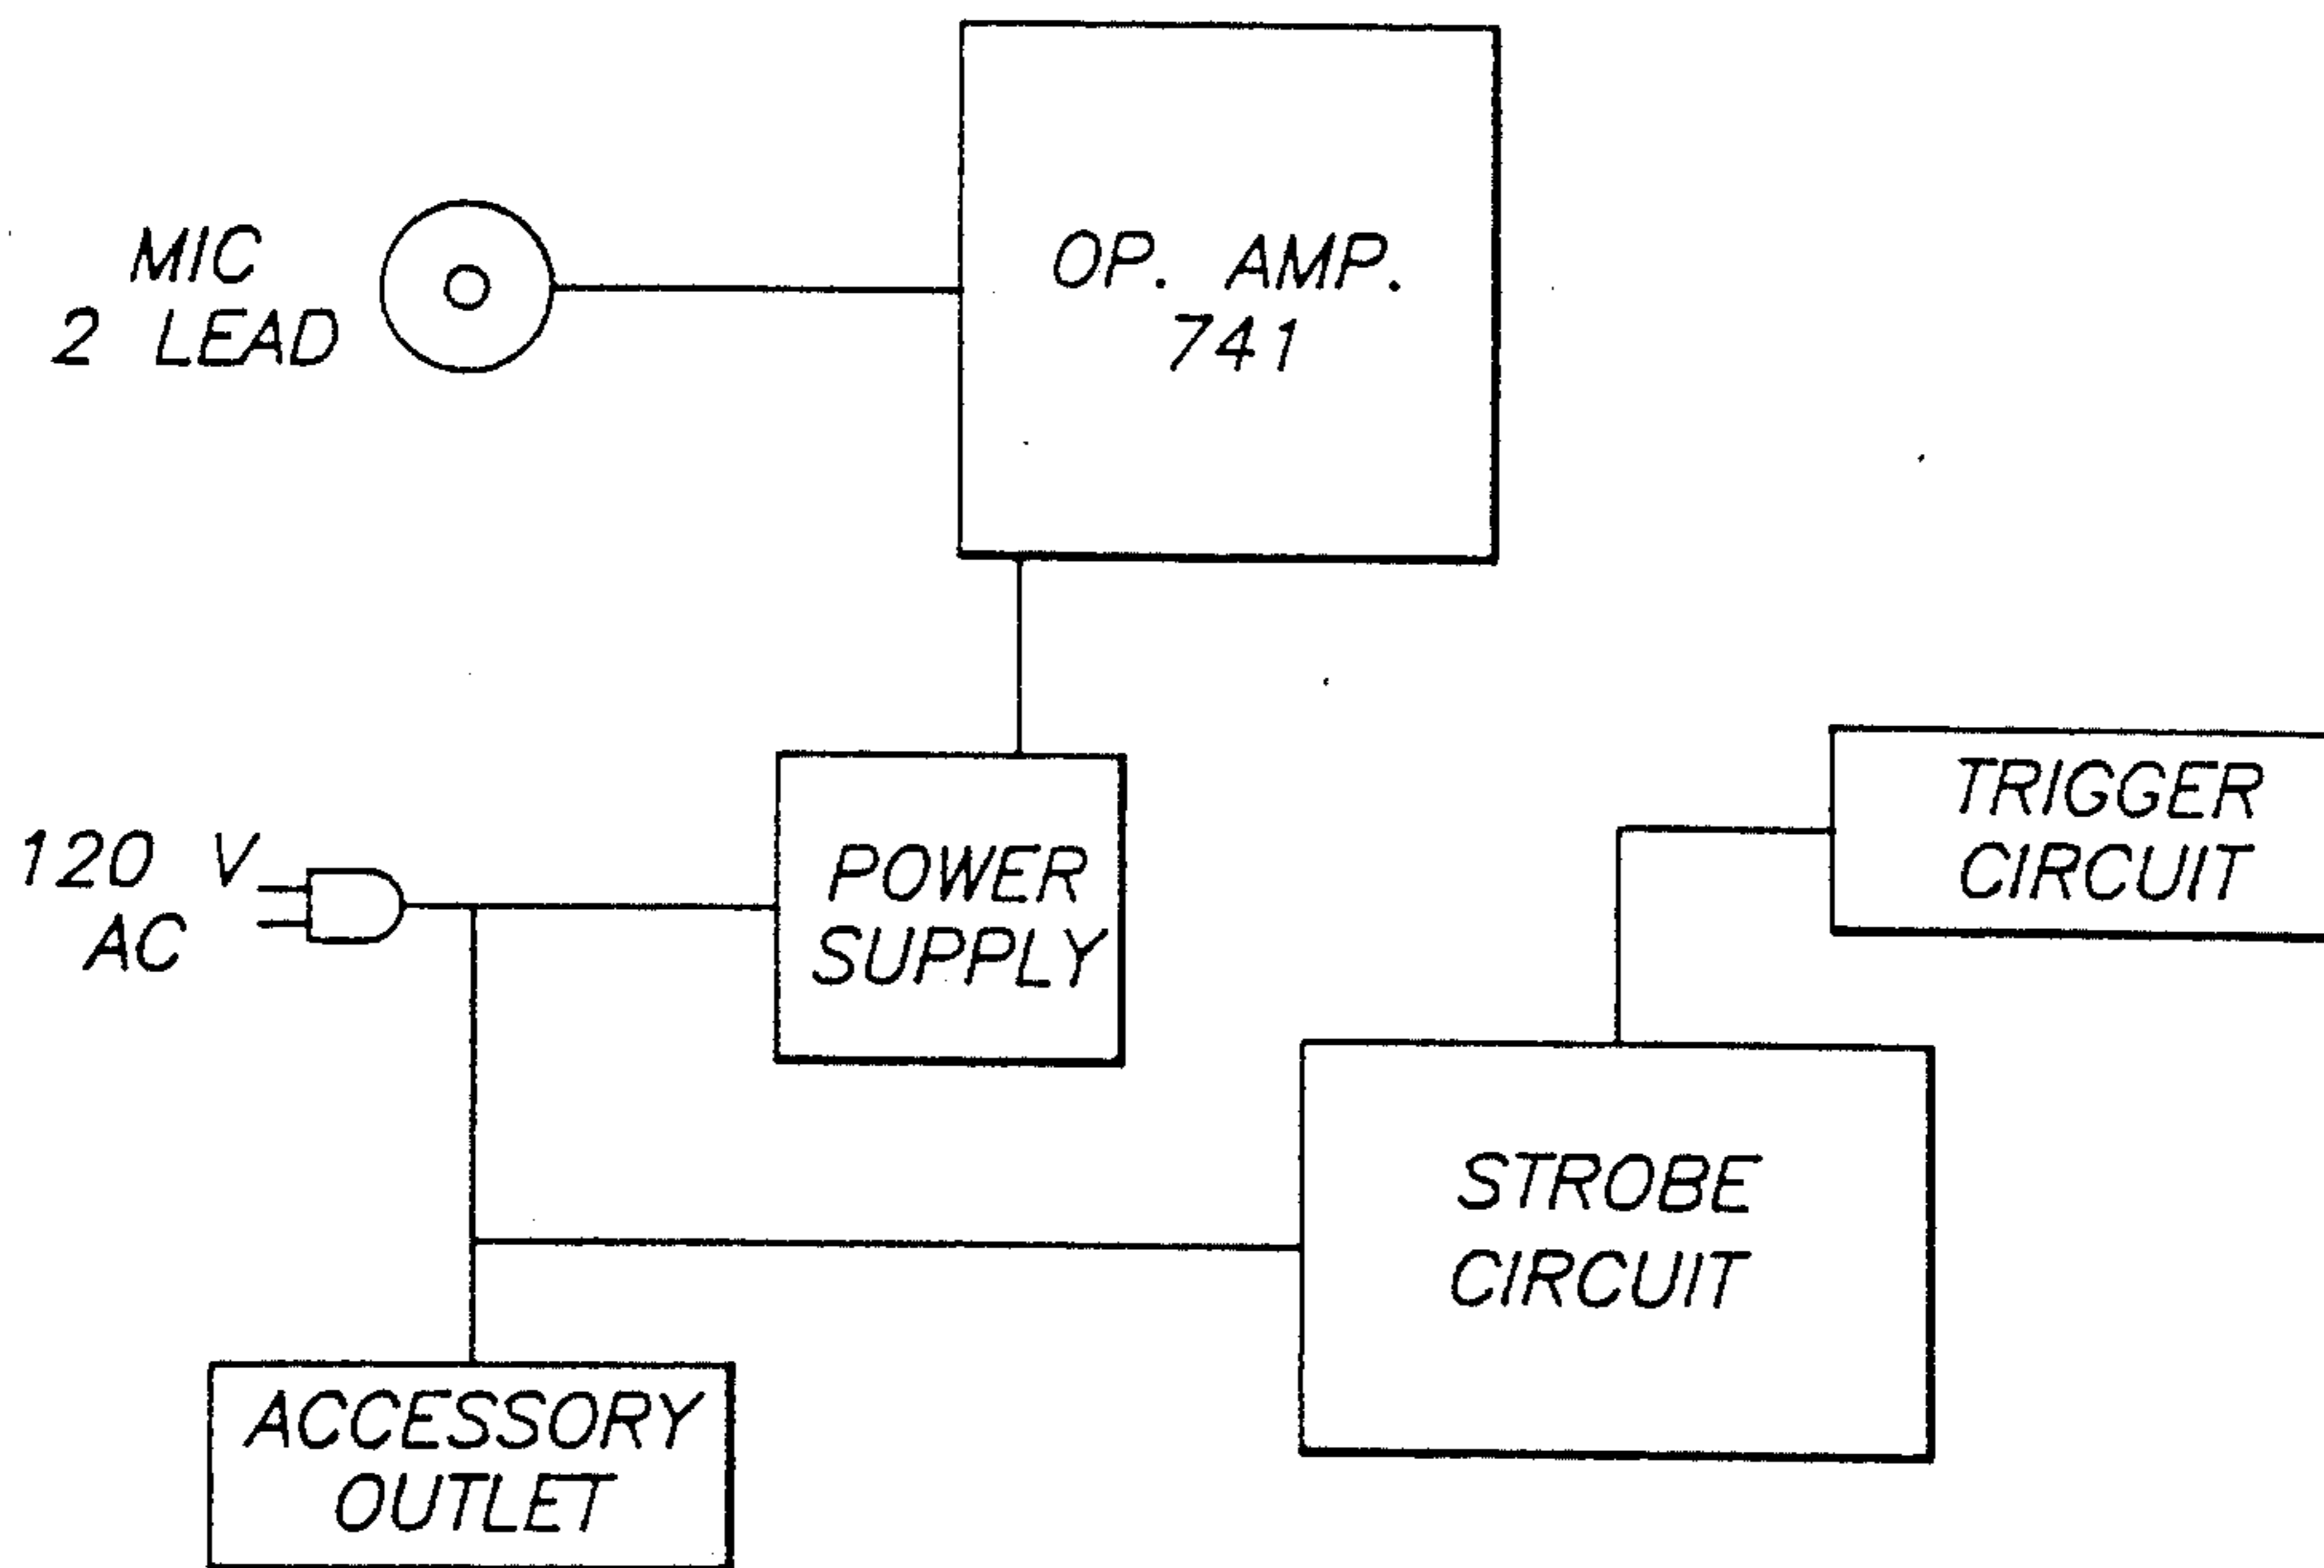 MIC
2 LEAD
OP. AMP.
741
120 V
AC
POWER
SUPPLY
TRIGGER
CIRCUIT
STROBE
CIRCUIT
ACCESSORY
OUTLET